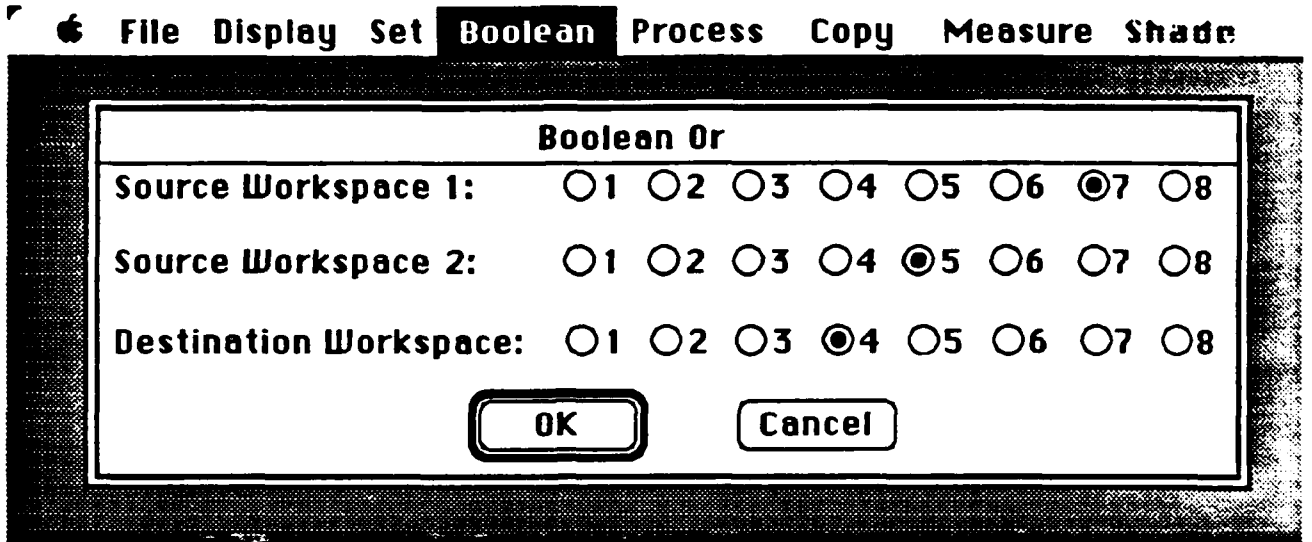 File Display Set Boolean Process Copy Measure Shade
Boolean Or
Source Workspace 1: 1 2 3 4 5 6 7 8
Source Workspace 2: 1 2 3 4 5 6 7 8
Destination Workspace: 1 2 3 4 5 6 7 8
OK Cancel